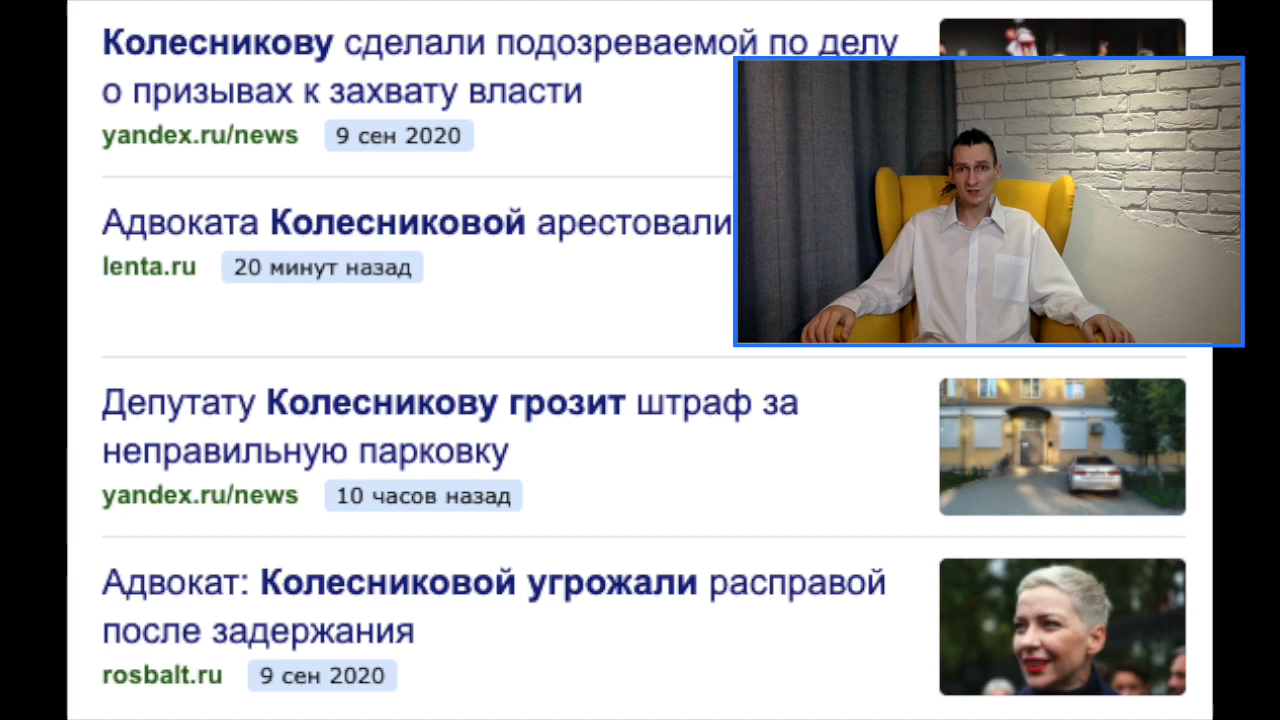 Колесникову сделали подозреваемой по делу
о призывах к захвату власти
yandex.ru/news 9 сен 2020
Адвоката Колесниковой арестовали
lenta.ru 20 минут назад
Депутату Колесникову грозит штраф за
неправильную парковку
yandex.ru/news 10 часов назад
Адвокат: Колесниковой угрожали расправой
после задержания
rosbalt.ru 9 сен 2020